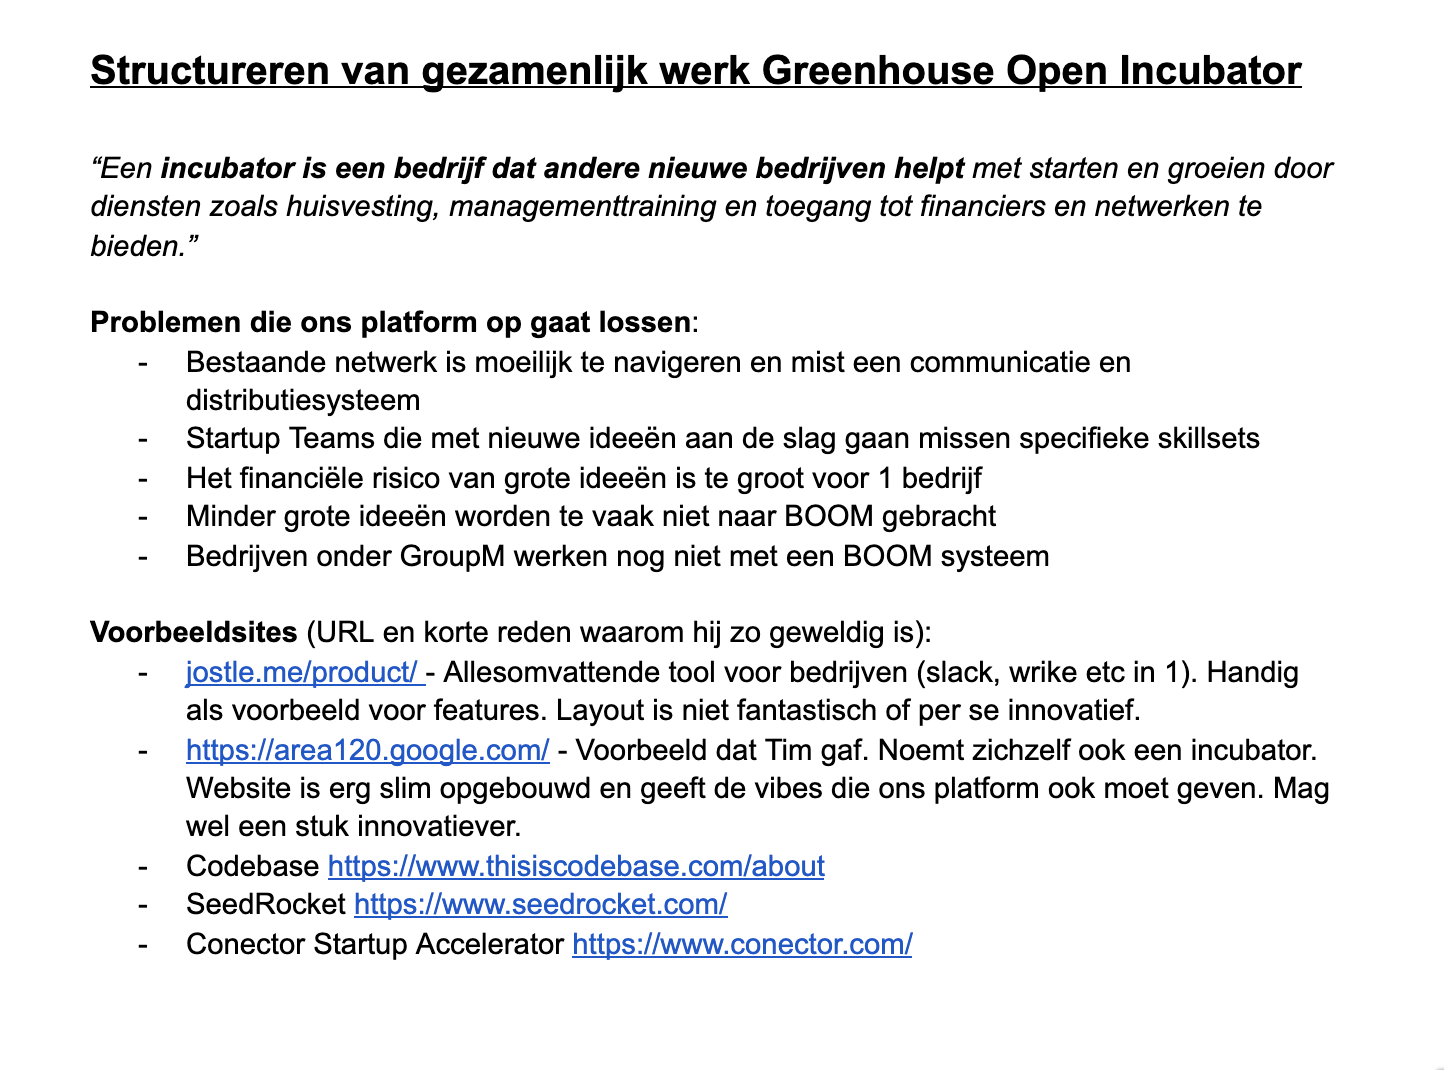 Structureren van gezamenlijk werk Greenhouse Open Incubator
“Een incubator is een bedrijf dat andere nieuwe bedrijven helpt met starten en groeien door
diensten zoals huisvesting, managementtraining en toegang tot financiers en netwerken te
bieden.”
Problemen die ons platform op gaat lossen:
- Bestaande netwerk is moeilijk te navigeren en mist een communicatie en
distributiesysteem
- Startup Teams die met nieuwe ideeën aan de slag gaan missen specifieke skillsets
- Het financiële risico van grote ideeën is te groot voor 1 bedrijf
- Minder grote ideeën worden te vaak niet naar BOOM gebracht
- Bedrijven onder GroupM werken nog niet met een BOOM systeem
Voorbeeldsites (URL en korte reden waarom hij zo geweldig is):
- jostle.me/product/ - Allesomvattende tool voor bedrijven (slack, wrike etc in 1). Handig
als voorbeeld voor features. Layout is niet fantastisch of per se innovatief.
- https://area120.google.com/ - Voorbeeld dat Tim gaf. Noemt zichzelf ook een incubator.
Website is erg slim opgebouwd en geeft de vibes die ons platform ook moet geven. Mag
wel een stuk innovatiever.
- Codebase https://www.thisiscodebase.com/about
- SeedRocket https://www.seedrocket.com/
- Conector Startup Accelerator https://www.conector.com/